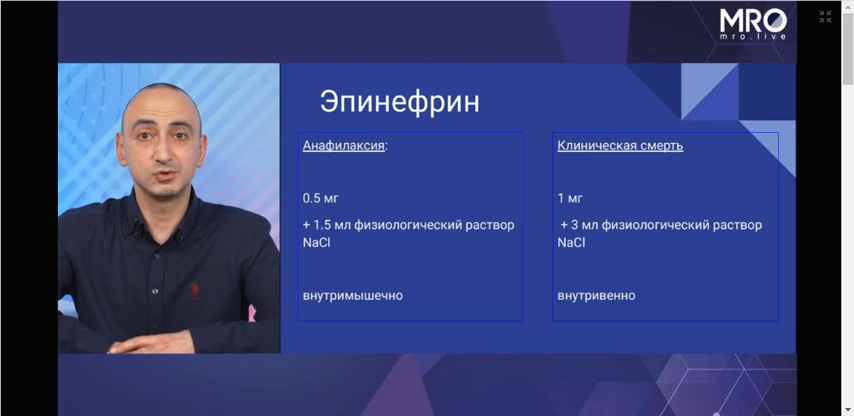 MRO
mro.live
Эпинефрин
Анафилаксия:
0.5 мг
+ 1.5 мл физиологический раствор
NaCl
внутримышечно
Клиническая смерть
1 мг
+ 3 мл физиологический раствор
NaCl
внутривенно